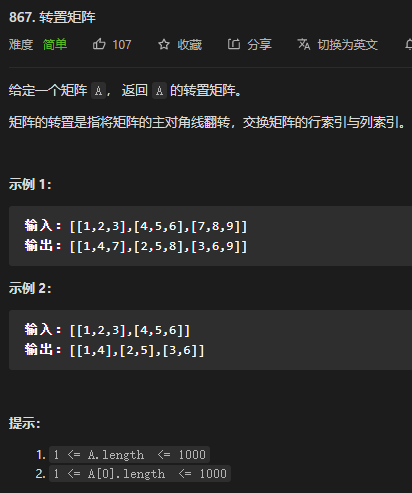 867. 转置矩阵
难度 简单 107 收藏 分享 切换为英文
给定一个矩阵 A， 返回 A 的转置矩阵。
矩阵的转置是指将矩阵的主对角线翻转，交换矩阵的行索引与列索引。
示例 1：
输入：[[1,2,3],[4,5,6],[7,8,9]]
输出：[[1,4,7],[2,5,8],[3,6,9]]
示例 2：
输入：[[1,2,3],[4,5,6]]
输出：[[1,4],[2,5],[3,6]]
提示：
1. 1 <= A.length <= 1000
2. 1 <= A[0].length <= 1000